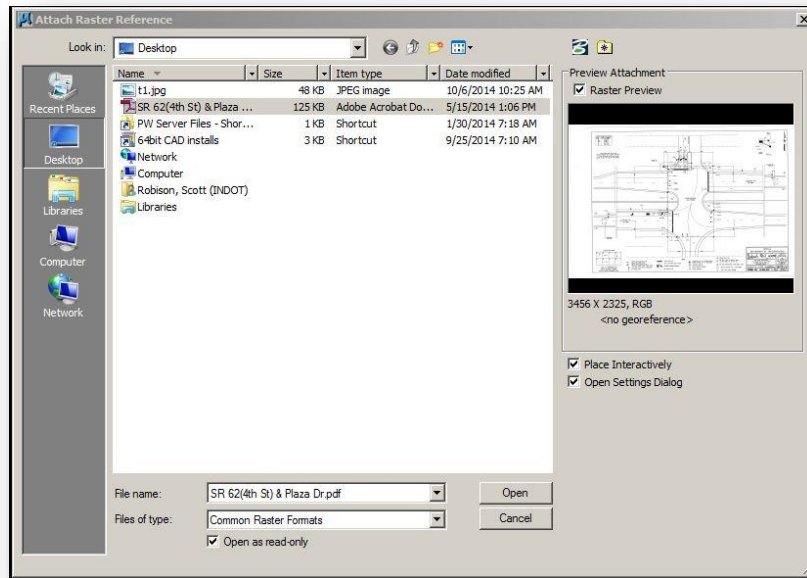 Attach Raster Reference
Look in: Desktop
Name Size Item type Date modified
t1.jpg 48 KB JPEG image 10/6/2014 10:25 AM
SR 62(4th St) & Plaza ... 125 KB Adobe Acrobat Do... 5/15/2014 1:06 PM
PW Server Files - Shor... 1 KB Shortcut 1/30/2014 7:18 AM
64bit CAD installs 3 KB Shortcut 9/25/2014 7:10 AM
Network
Computer
Robison, Scott (INDOT)
Libraries
Recent Places
Desktop
Libraries
Computer
Network
Preview Attachment
Raster Preview
3456 X 2325, RGB
<no georeference>
Place Interactively
Open Settings Dialog
File name: SR 62(4th St) & Plaza Dr.pdf Open
Files of type: Common Raster Formats Cancel
Open as read-only